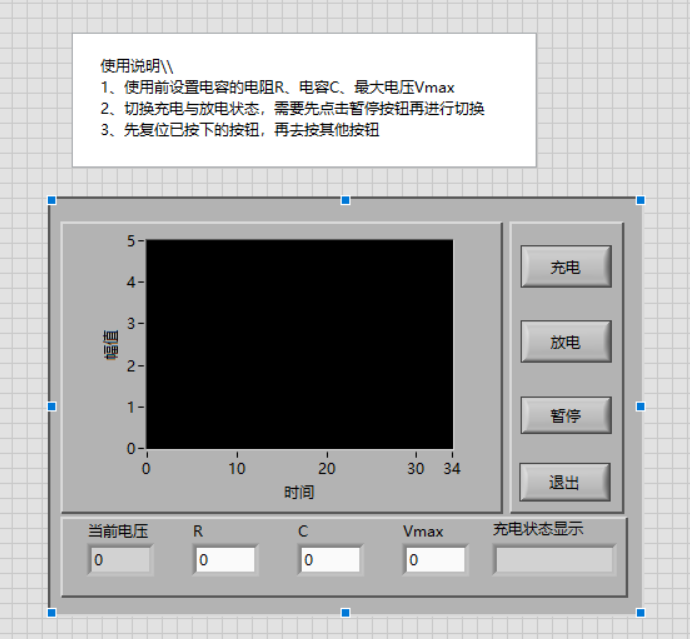 使用说明\\
1、使用前设置电容的电阻R、电容C、最大电压Vmax
2、切换充电与放电状态，需要先点击暂停按钮再进行切换
3、先复位已按下的按钮，再去按其他按钮
5
4
3
2
1
0
幅值
0 10 20 30 34
时间
充电
放电
暂停
退出
当前电压 R C Vmax 充电状态显示
0 0 0 0